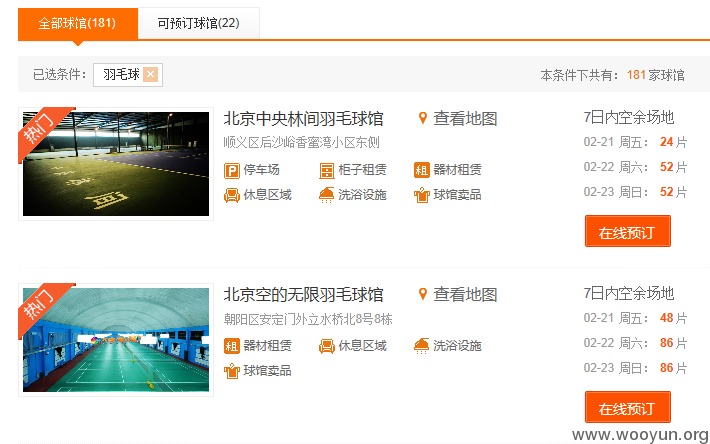 全部球馆(181)
可预订球馆(22)
已选条件： 羽毛球 ×
本条件下共有： 181 家球馆
热门
北京中央林间羽毛球馆
查看地图
顺义区后沙峪香蜜湾小区东侧
P 停车场
柜子租赁
租 器材租赁
休息区域
洗浴设施
球馆卖品
7日内空余场地
02-21 周五： 24 片
02-22 周六： 52 片
02-23 周日： 52 片
在线预订
热门
北京空的无限羽毛球馆
查看地图
朝阳区安定门外立水桥北8号8栋
租 器材租赁
休息区域
洗浴设施
球馆卖品
7日内空余场地
02-21 周五： 48 片
02-22 周六： 86 片
02-23 周日： 86 片
在线预订
www.wooyun.org